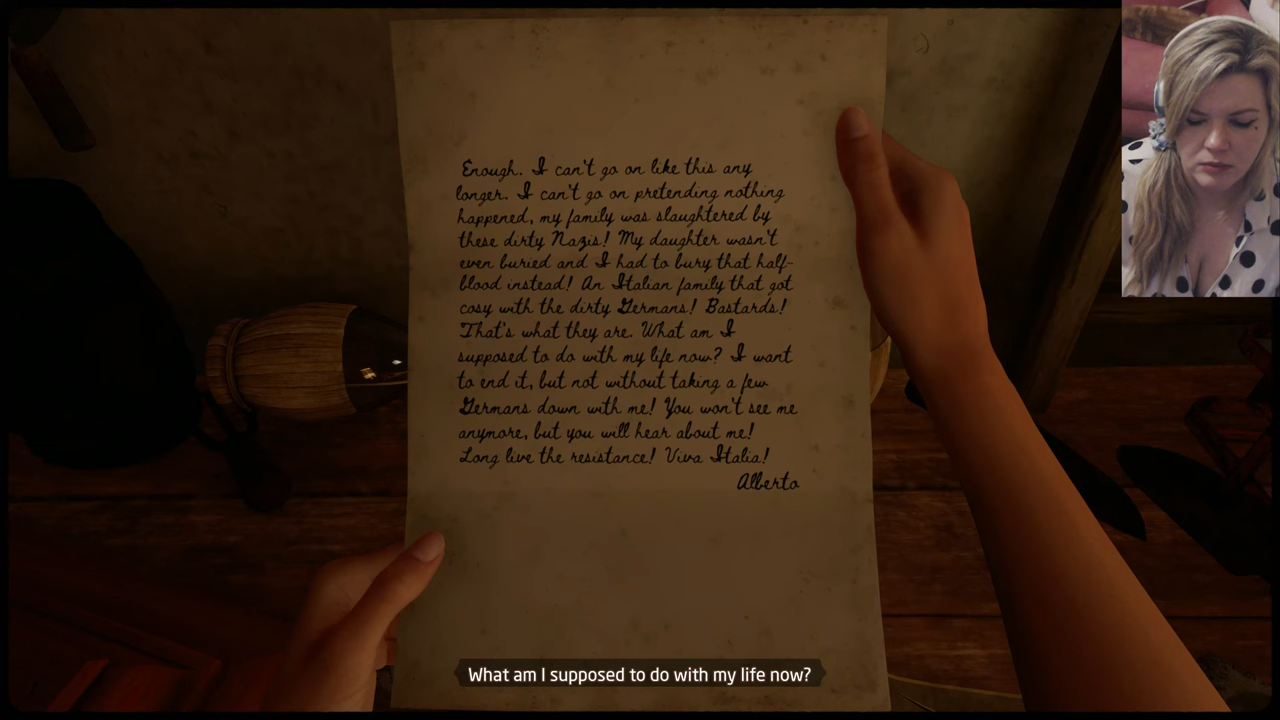 Enough. I can't go on like this any
longer. I can't go on pretending nothing
happened, my family was slaughtered by
these dirty Nazis! My daughter wasn't
even buried and I had to bury that half-
blood instead! An Italian family that got
cosy with the dirty Germans! Bastards!
That's what they are. What am I
supposed to do with my life now? I want
to end it, but not without taking a few
Germans down with me! You won't see me
anymore, but you will hear about me!
Long live the resistance! Viva Italia!
Alberto
What am I supposed to do with my life now?